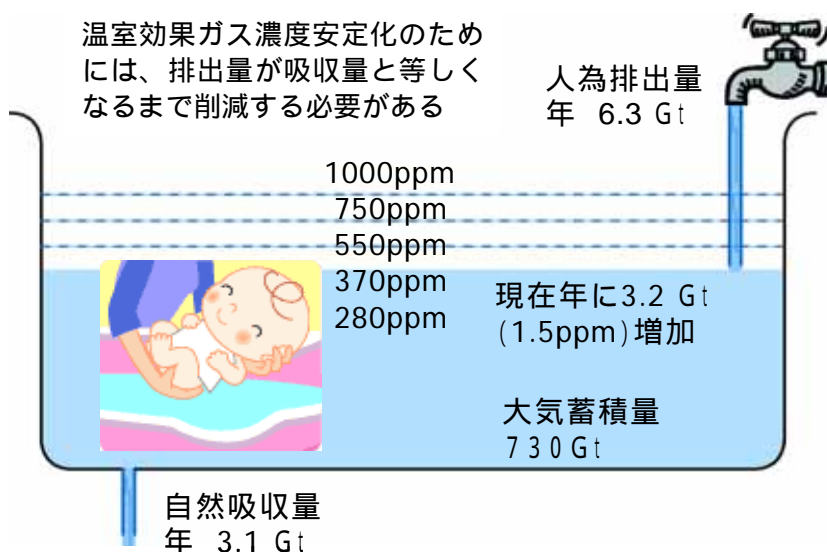 温室効果ガス濃度安定化のため
には、排出量が吸収量と等しく
なるまで削減する必要がある
人為排出量
年 6.3 Gt
1000ppm
750ppm
550ppm
370ppm
280ppm
現在年に3.2 Gt
(1.5ppm)増加
大気蓄積量
730Gt
自然吸収量
年 3.1 Gt